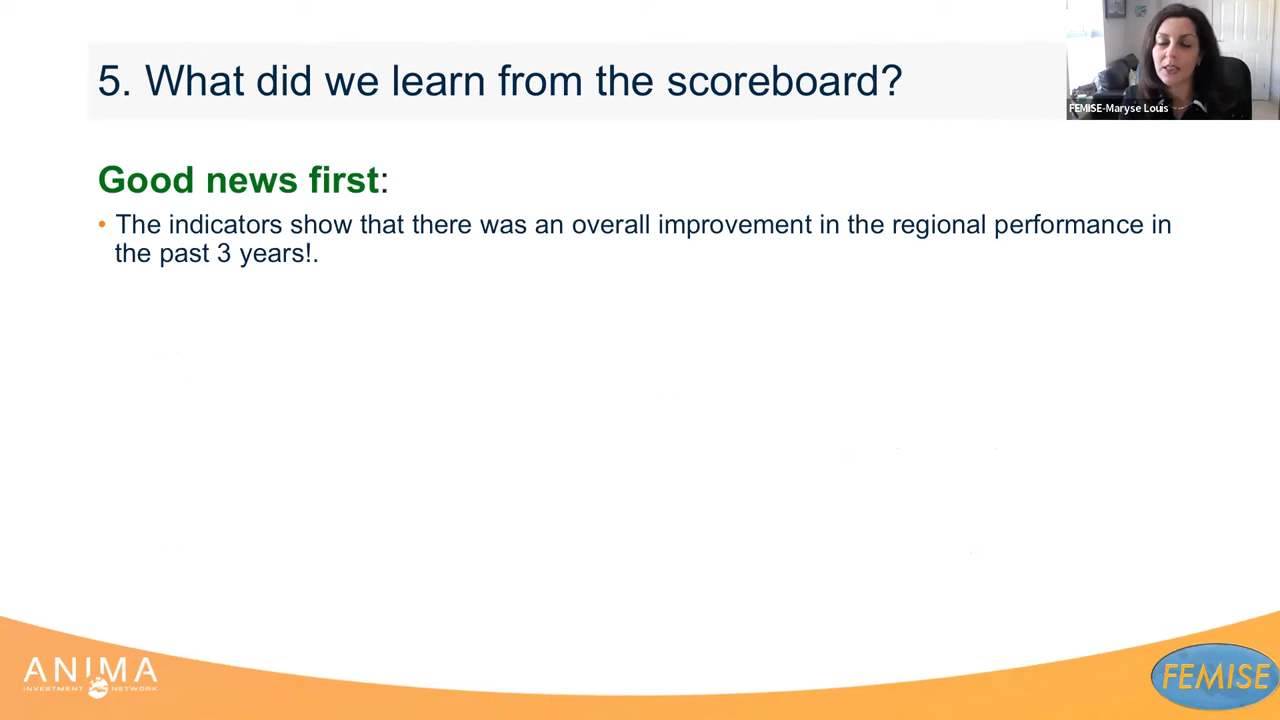 5. What did we learn from the scoreboard?
FEMISE-Maryse Louis
Good news first:
• The indicators show that there was an overall improvement in the regional performance in
the past 3 years!.
ANIMA
INVESTMENT NETWORK
FEMISE